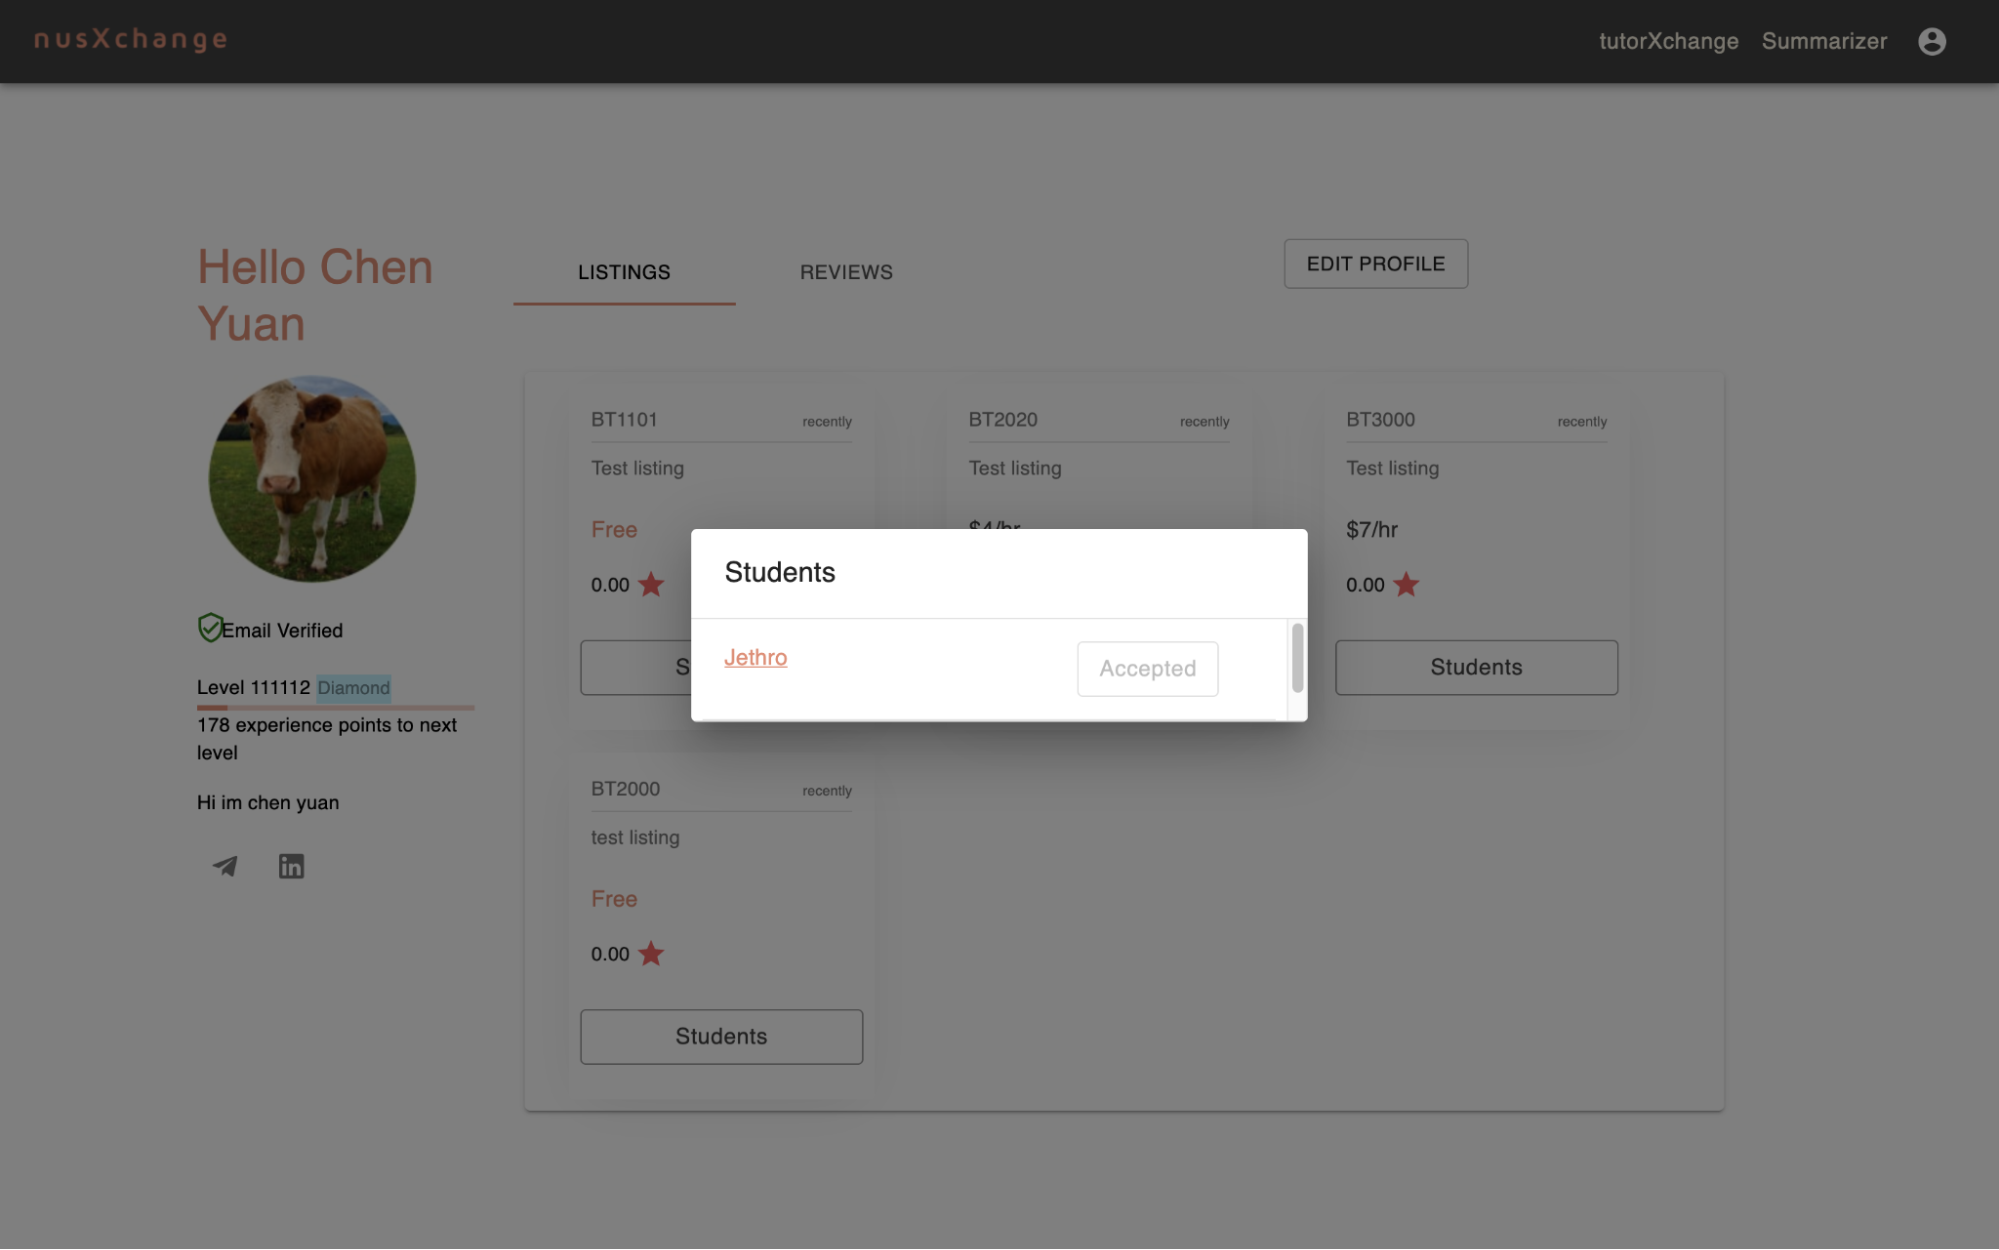 nusXchange
tutorXchange
Summarizer
Hello Chen
Yuan
LISTINGS
REVIEWS
EDIT PROFILE
Email Verified
Level 111112 Diamond
178 experience points to next
level
Hi im chen yuan
BT1101 recently
Test listing
Free
0.00
BT2020 recently
Test listing
$4/hr
BT3000 recently
Test listing
$7/hr
0.00
Students
Students
Jethro
Accepted
BT2000 recently
test listing
Free
0.00
Students